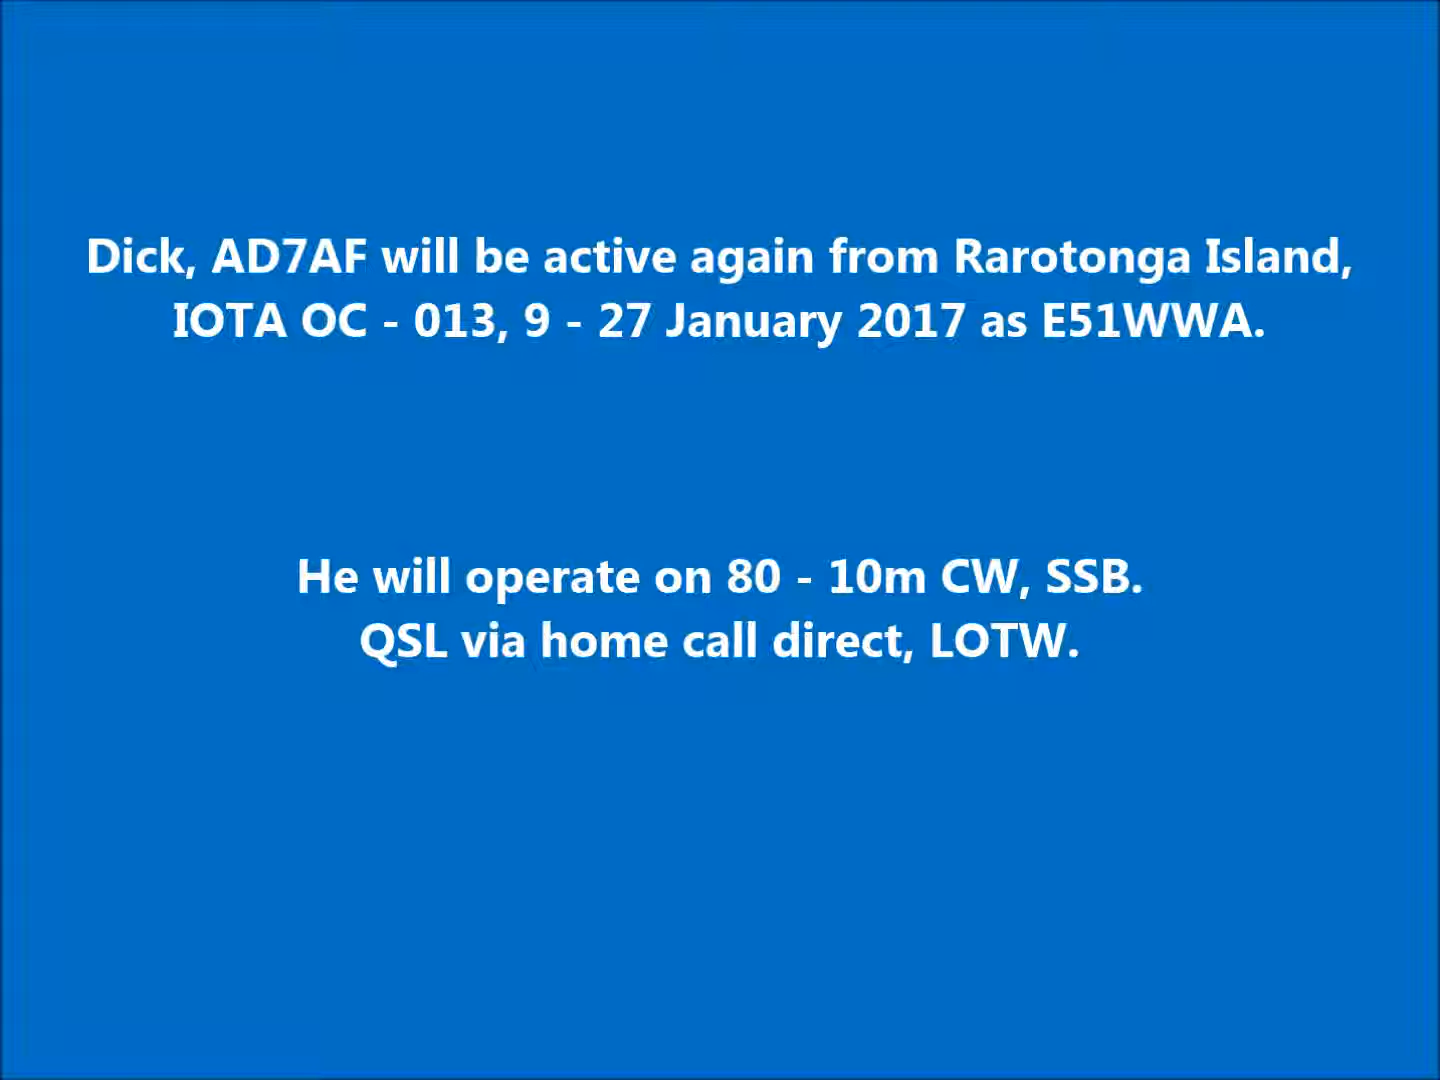 Dick, AD7AF will be active again from Rarotonga Island,
IOTA OC - 013, 9 - 27 January 2017 as E51WWA.
He will operate on 80 - 10m CW, SSB.
QSL via home call direct, LOTW.